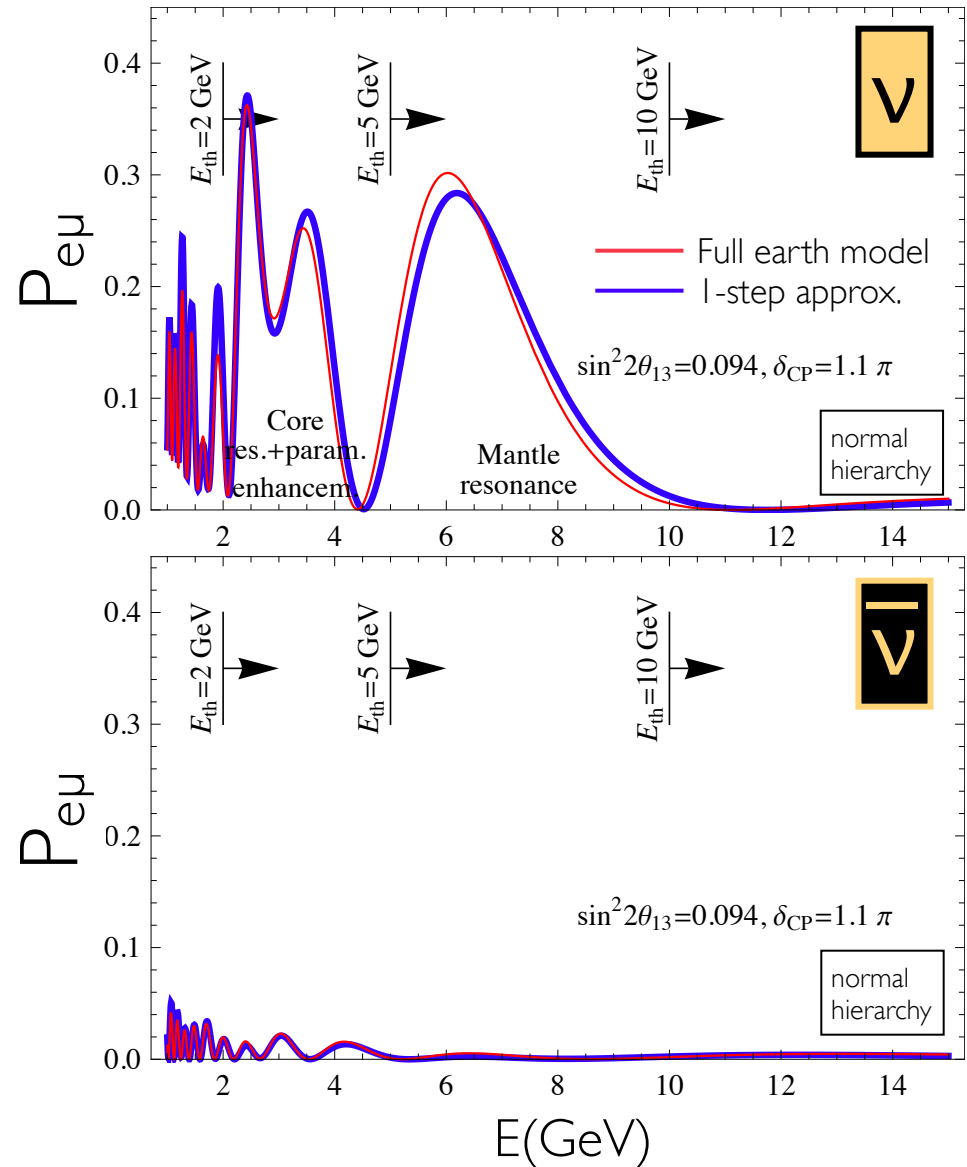 0.4
0.3
0.2
0.1
0.0
P_eμ
E_th=2 GeV
E_th=5 GeV
E_th=10 GeV
ν
Full earth model
1-step approx.
sin²2θ₁₃=0.094, δ_CP=1.1 π
Core
res.+param.
enhancem.
Mantle
resonance
normal
hierarchy
2 4 6 8 10 12 14
0.4
0.3
0.2
0.1
0.0
P_eμ
E_th=2 GeV
E_th=5 GeV
E_th=10 GeV
ν̅
sin²2θ₁₃=0.094, δ_CP=1.1 π
normal
hierarchy
2 4 6 8 10 12 14
E(GeV)